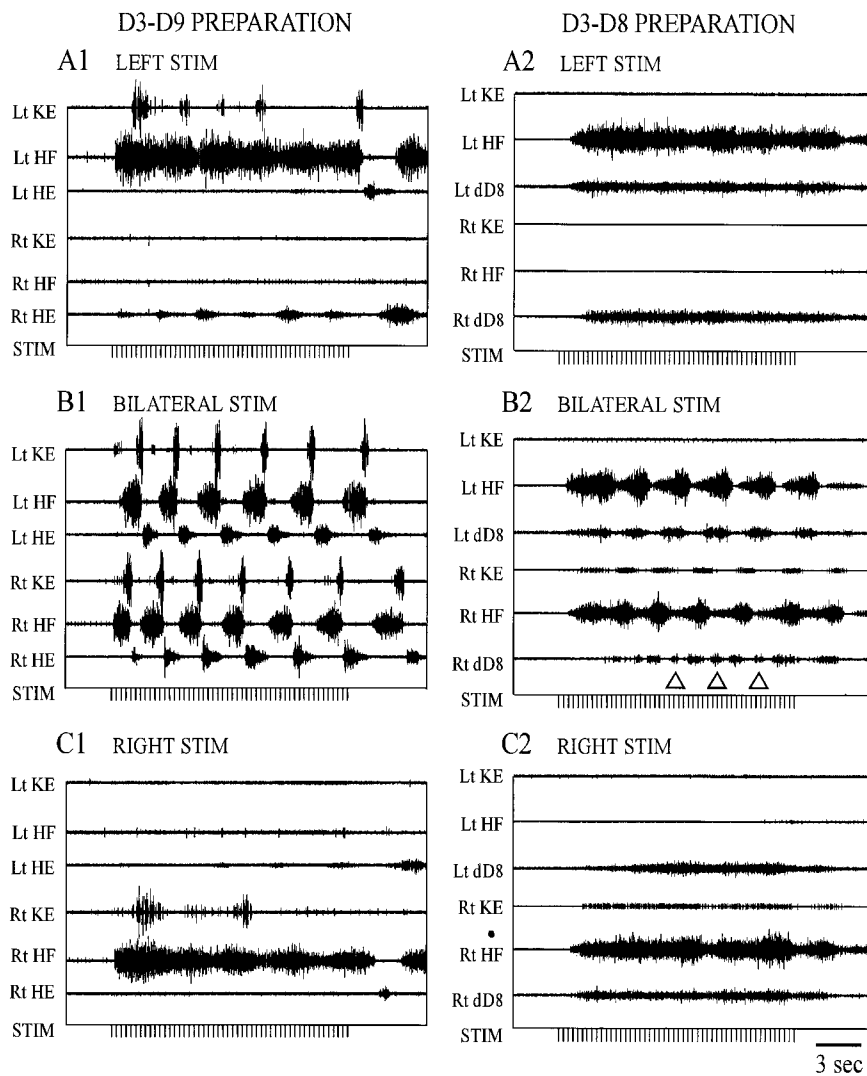 D3-D9 PREPARATION
D3-D8 PREPARATION
A1 LEFT STIM
Lt KE
Lt HF
Lt HE
Rt KE
Rt HF
Rt HE
STIM
A2 LEFT STIM
Lt KE
Lt HF
Lt dD8
Rt KE
Rt HF
Rt dD8
STIM
B1 BILATERAL STIM
Lt KE
Lt HF
Lt HE
Rt KE
Rt HF
Rt HE
STIM
B2 BILATERAL STIM
Lt KE
Lt HF
Lt dD8
Rt KE
Rt HF
Rt dD8
STIM
C1 RIGHT STIM
Lt KE
Lt HF
Lt HE
Rt KE
Rt HF
Rt HE
STIM
C2 RIGHT STIM
Lt KE
Lt HF
Lt dD8
Rt KE
Rt HF
Rt dD8
STIM
3 sec